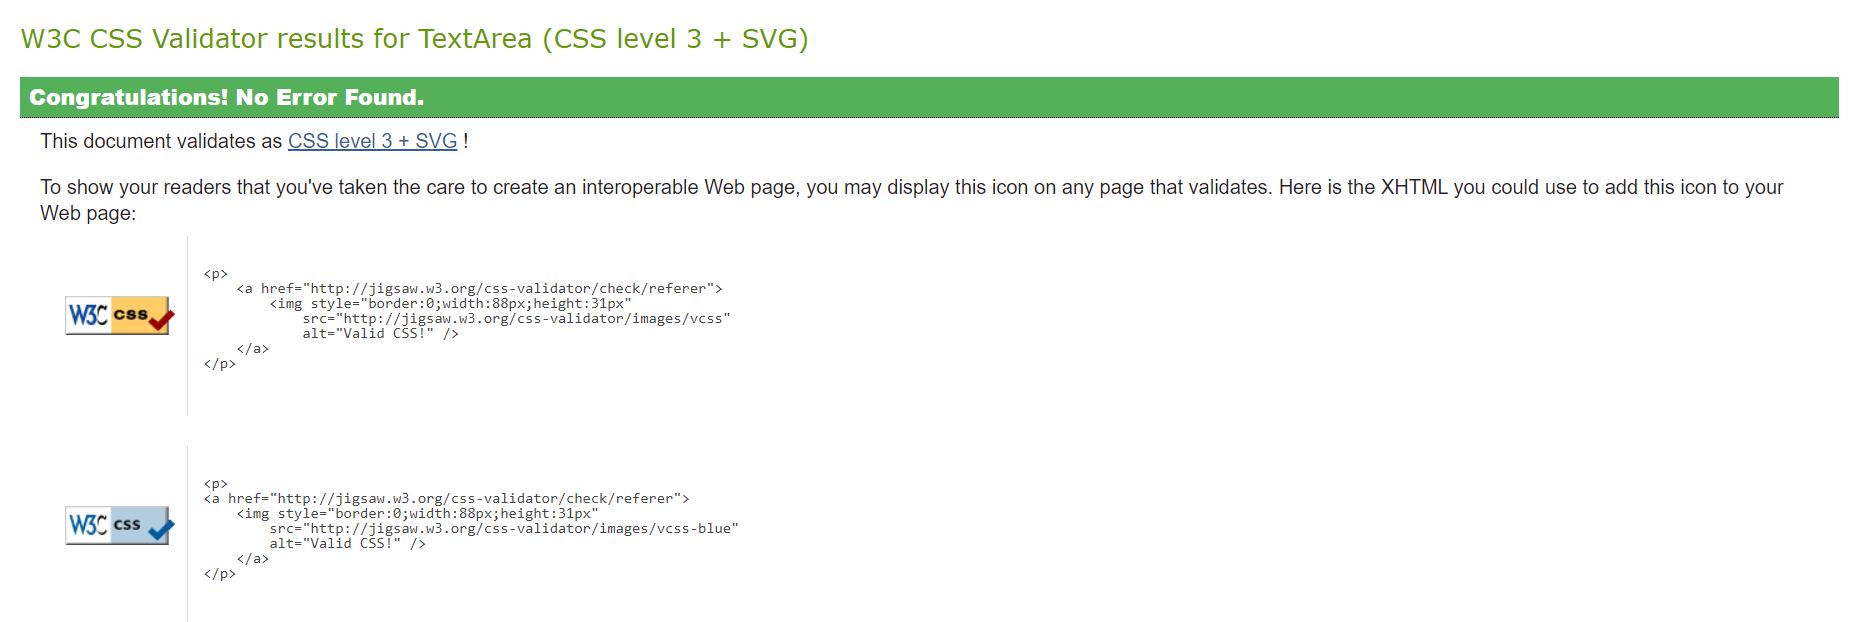 W3C CSS Validator results for TextArea (CSS level 3 + SVG)
Congratulations! No Error Found.
This document validates as CSS level 3 + SVG !
To show your readers that you've taken the care to create an interoperable Web page, you may display this icon on any page that validates. Here is the XHTML you could use to add this icon to your
Web page:
W3C css
<p>
    <a href="http://jigsaw.w3.org/css-validator/check/referer">
        <img style="border:0;width:88px;height:31px"
            src="http://jigsaw.w3.org/css-validator/images/vcss"
            alt="Valid CSS!" />
    </a>
</p>
W3C css
<p>
<a href="http://jigsaw.w3.org/css-validator/check/referer">
    <img style="border:0;width:88px;height:31px"
        src="http://jigsaw.w3.org/css-validator/images/vcss-blue"
        alt="Valid CSS!" />
    </a>
</p>